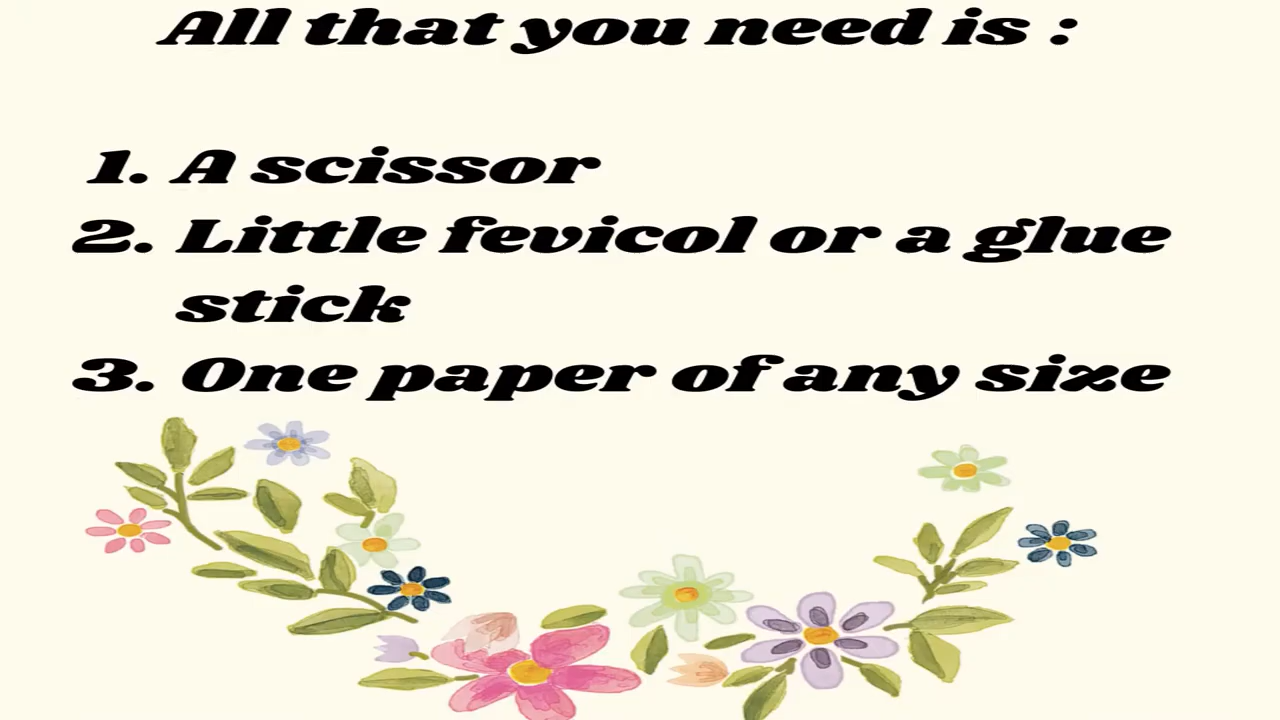 All that you need is :
1. A scissor
2. Little fevicol or a glue
stick
3. One paper of any size